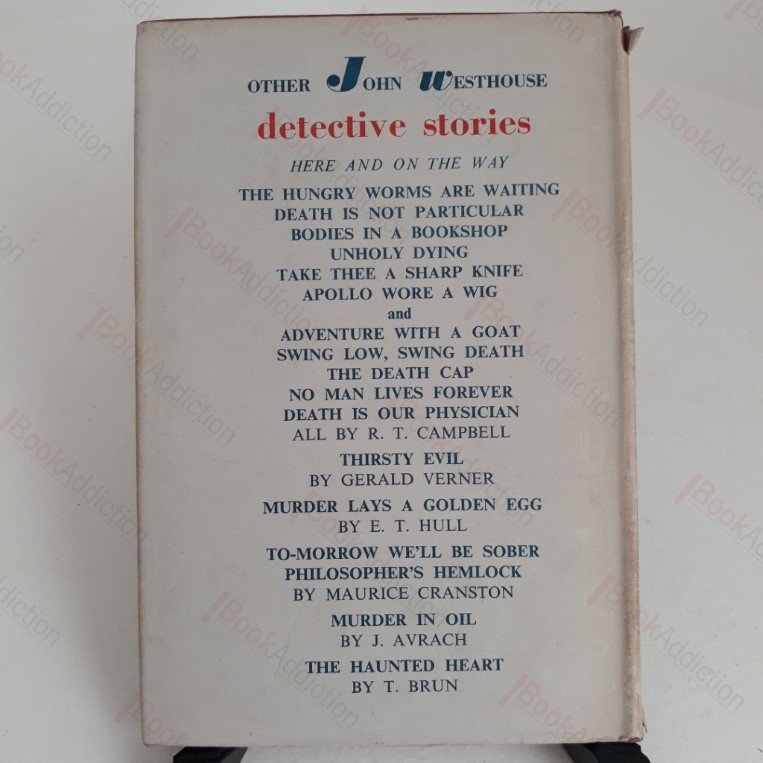 OTHER JOHN WESTHOUSE
detective stories
HERE AND ON THE WAY
THE HUNGRY WORMS ARE WAITING
DEATH IS NOT PARTICULAR
BODIES IN A BOOKSHOP
UNHOLY DYING
TAKE THEE A SHARP KNIFE
APOLLO WORE A WIG
and
ADVENTURE WITH A GOAT
SWING LOW, SWING DEATH
THE DEATH CAP
NO MAN LIVES FOREVER
DEATH IS OUR PHYSICIAN
ALL BY R. T. CAMPBELL
THIRSTY EVIL
BY GERALD VERNER
MURDER LAYS A GOLDEN EGG
BY E. T. HULL
TO-MORROW WE'LL BE SOBER
PHILOSOPHER'S HEMLOCK
BY MAURICE CRANSTON
MURDER IN OIL
BY J. AVRACH
THE HAUNTED HEART
BY T. BRUN
iBookAddiction